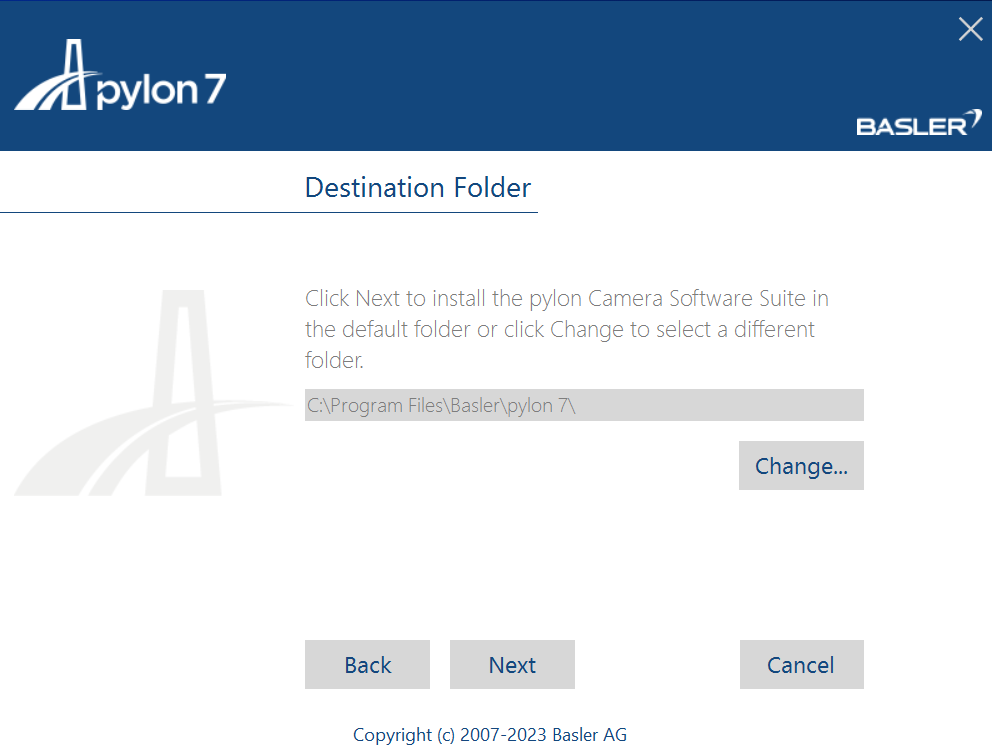 pylon 7
BASLER
Destination Folder
Click Next to install the pylon Camera Software Suite in
the default folder or click Change to select a different
folder.
C:\Program Files\Basler\pylon 7\
Change...
Back Next Cancel
Copyright (c) 2007-2023 Basler AG